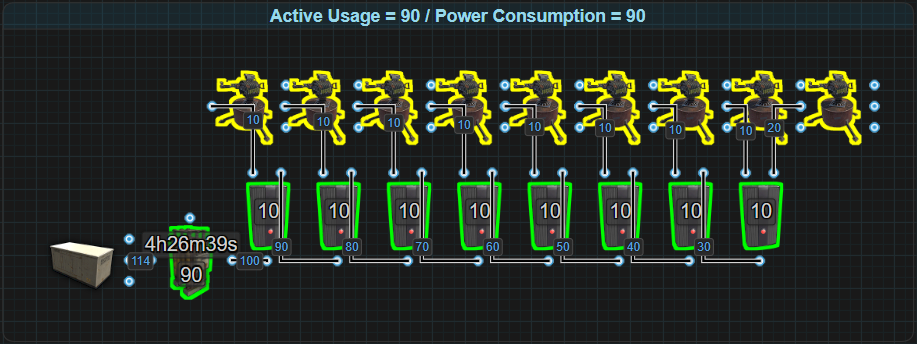 Active Usage = 90 / Power Consumption = 90
10 10 10 10 10 10 10 10 20
10 10 10 10 10 10 10 10
4h26m39s
90 80 70 60 50 40 30
114 100
90